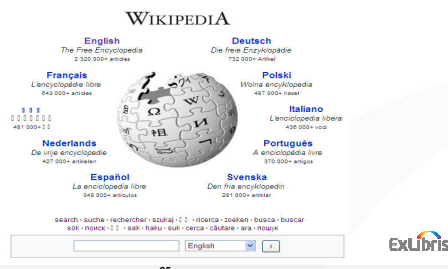 WIKIPEDIA
English
The Free Encyclopedia
2 320 000+ articles
Deutsch
Die freie Enzyklopädie
732 000+ Artikel
Français
L'encyclopédie libre
643 000+ articles
Polski
Wolna encyklopedia
487 000+ haseł
481 000+
Italiano
L'enciclopedia libera
436 000+ voci
Nederlands
De vrije encyclopedie
427 000+ artikelen
Português
A enciclopédia livre
370 000+ artigos
Español
La enciclopedia libre
349 000+ artículos
Svenska
Den fria encyklopedin
281 000+ artiklar
Ω W И
search · suche · rechercher · szukaj · · ricerca · zoeken · busca · buscar
sök · поиск · · søk · haku · suk · cerca · căutare · ara · пошук
English
ExLibris